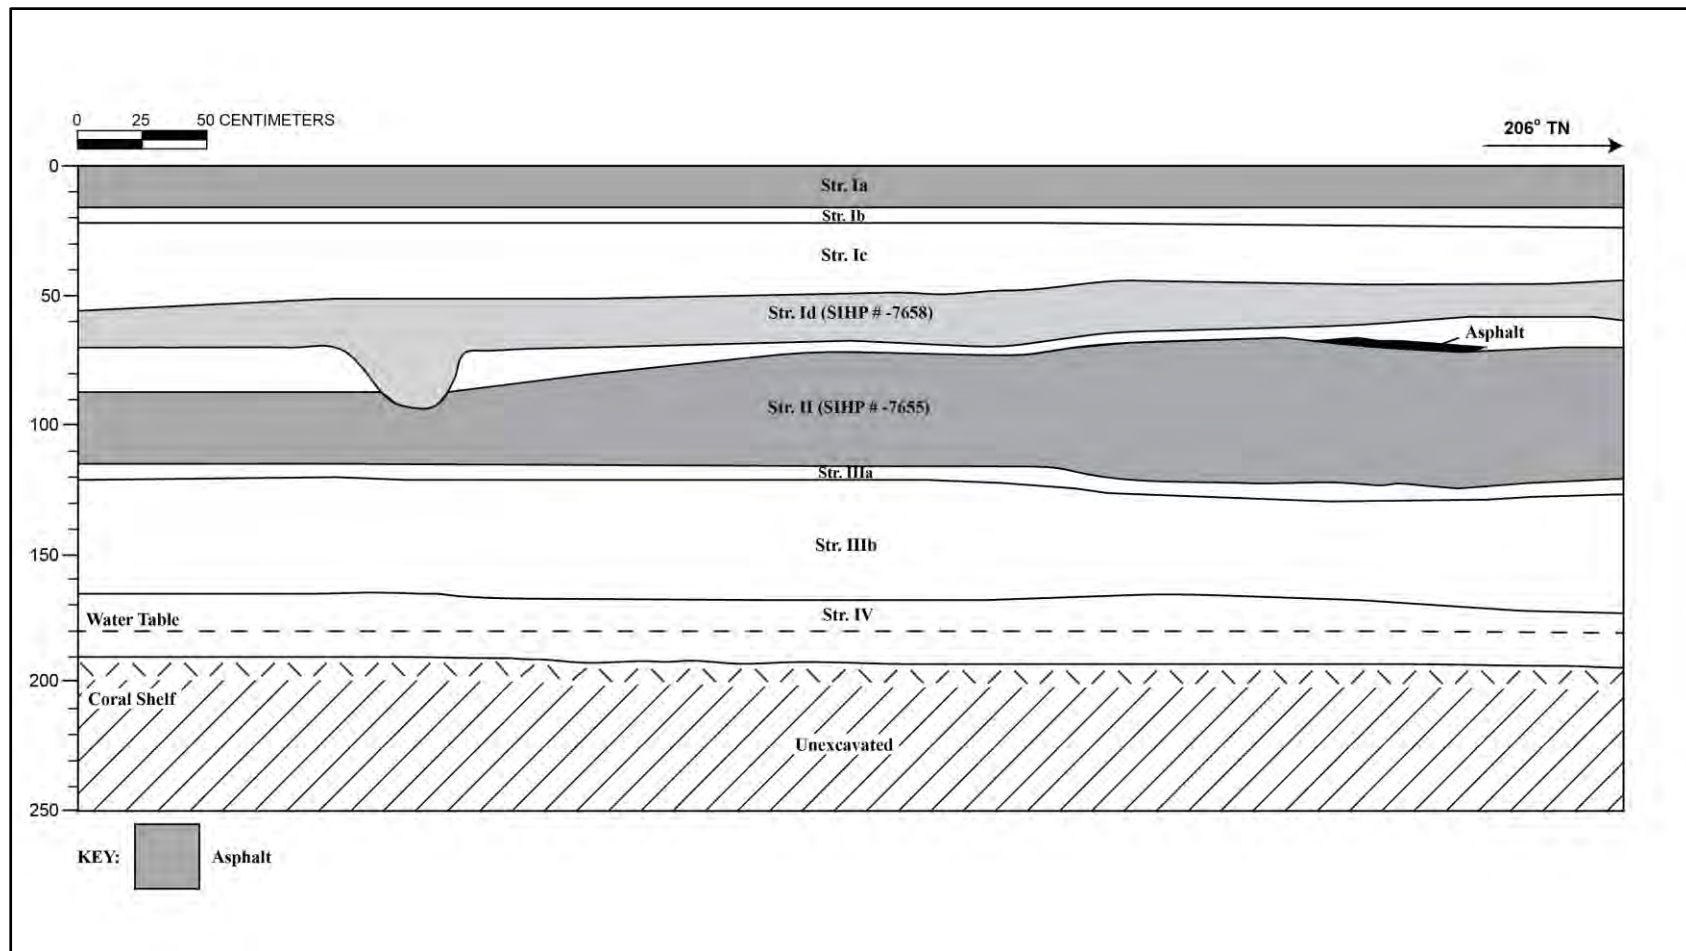 0 25 50 CENTIMETERS
206° TN
0
Str. Ia
Str. Ib
Str. Ic
50
Str. Id (SIHP # -7658)
Asphalt
Str. II (SIHP # -7655)
100
Str. IIIa
Str. IIIb
150
Str. IV
Water Table
200
Coral Shelf
Unexcavated
250
KEY: Asphalt